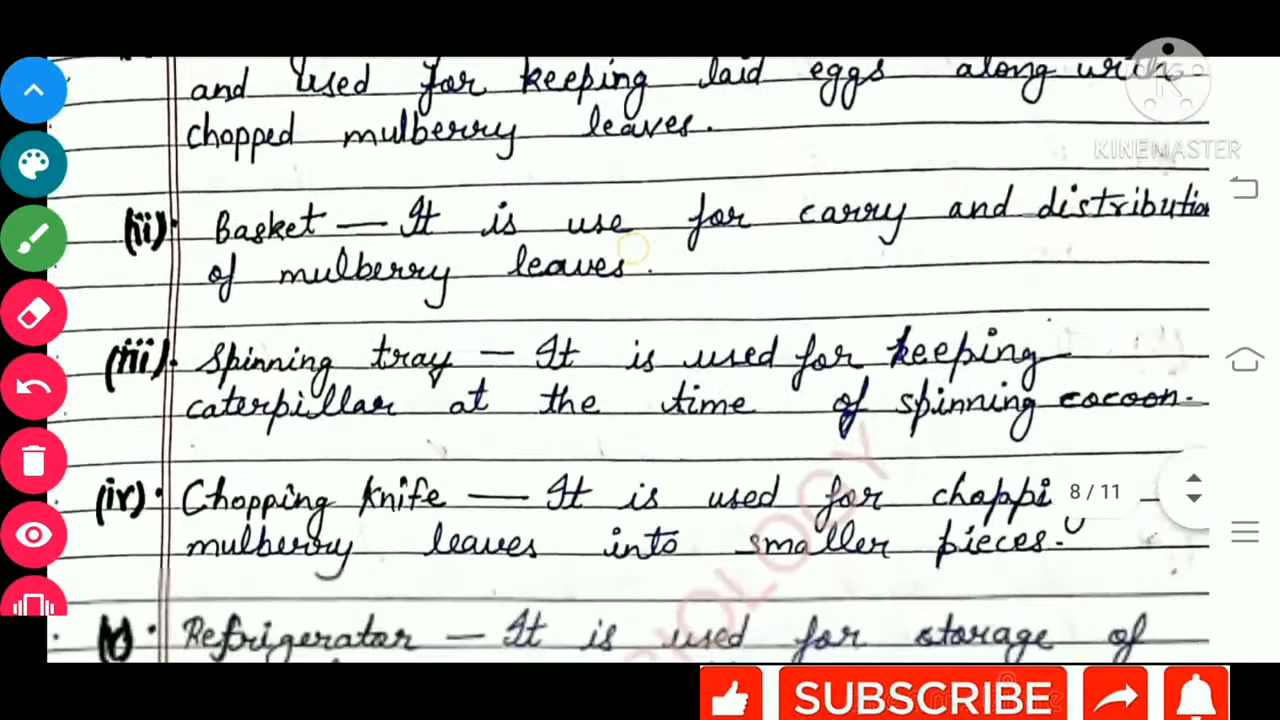 and used for keeping laid eggs along with
chopped mulberry leaves.
KINEMASTER
(ii). Basket — It is use for carry and distribution
of mulberry leaves.
(iii). Spinning tray — It is used for keeping
caterpillar at the time of spinning cocoon.
(iv). Chopping Knife — It is used for choppi
8 / 11
mulberry leaves into smaller pieces.
(v). Refrigerator — It is used for storage of
SUBSCRIBE